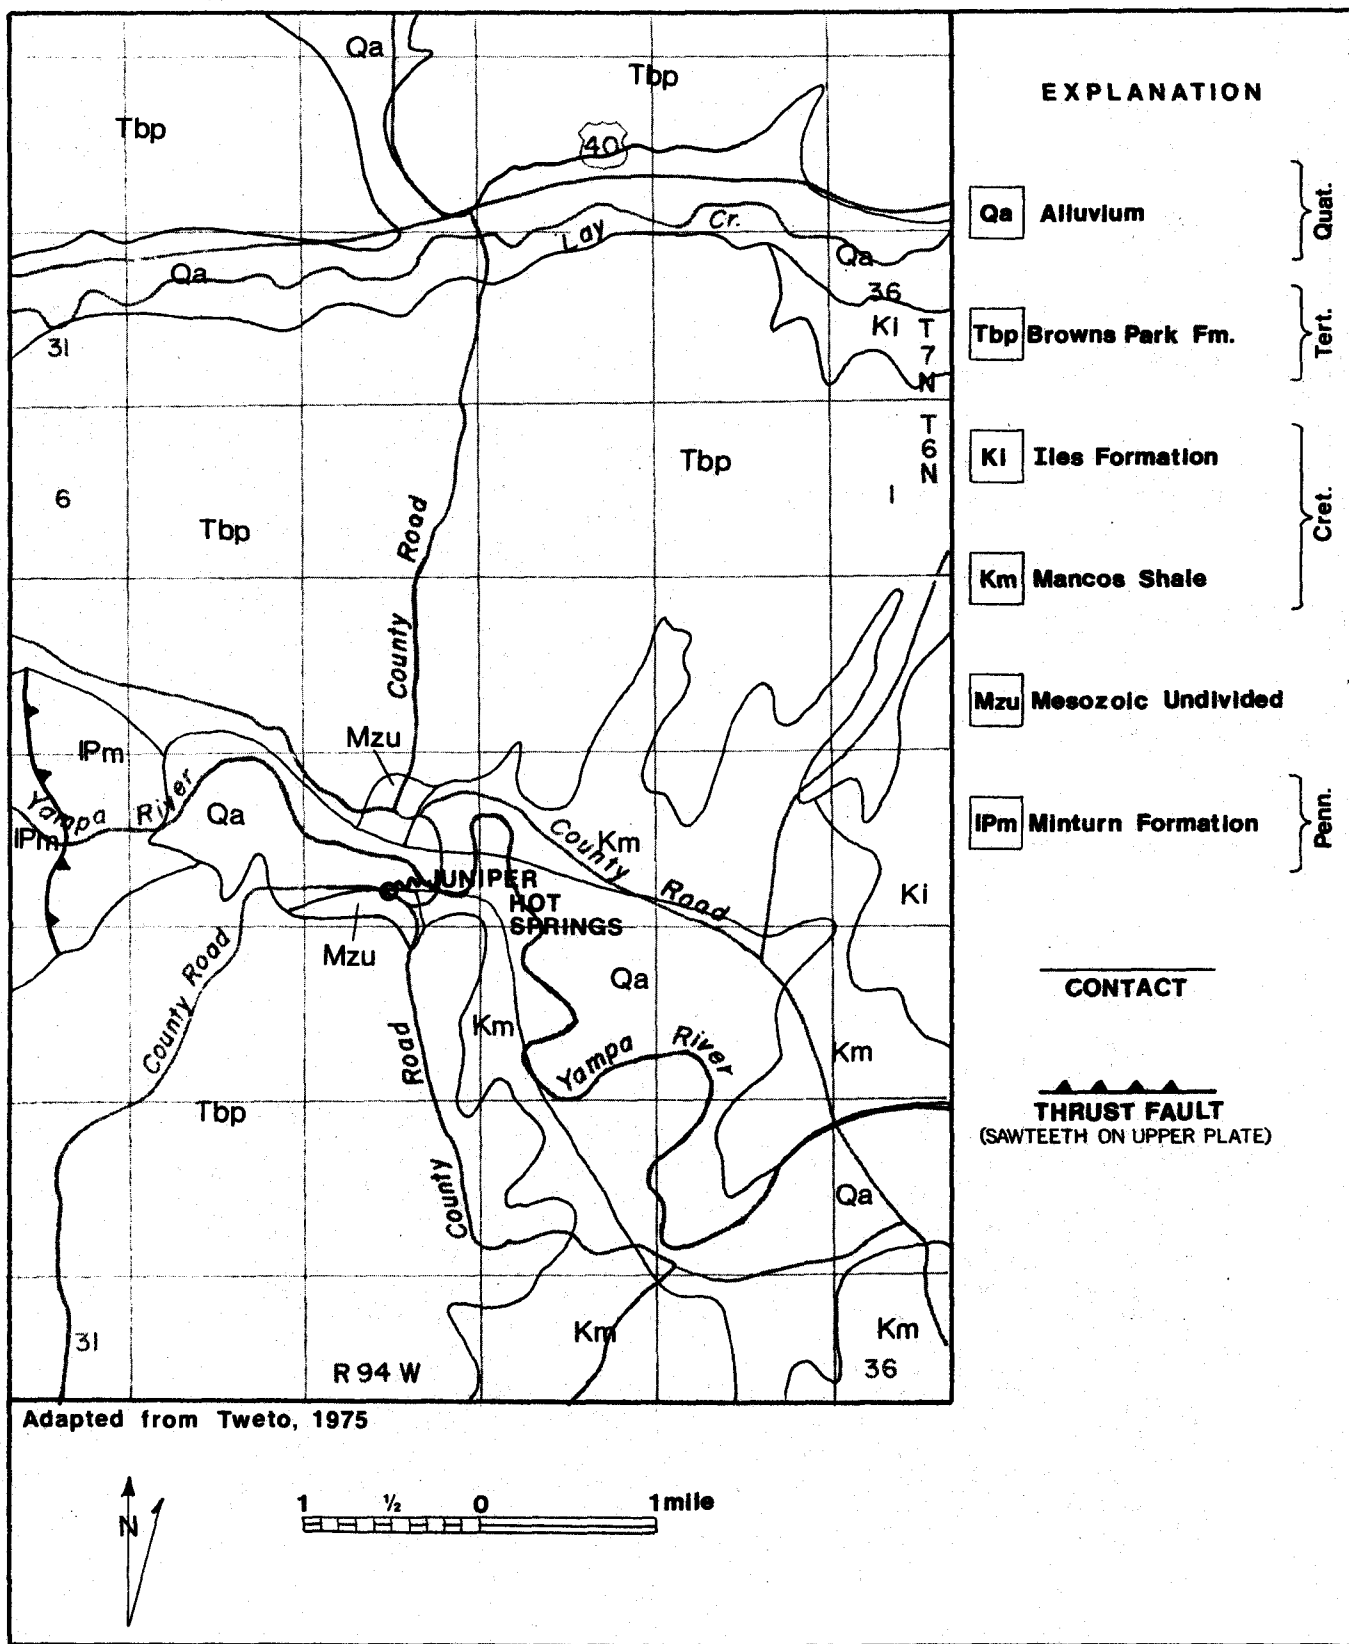 Qa
Tbp
Tbp
40
Lay Cr.
Qa
Qa
36
Ki
31
T
7
N
T
6
N
Tbp
6
1
Tbp
County Road
Mzu
IPm
Yampa River
Qa
IPm
Km
County Road
JUNIPER
HOT
SPRINGS
Ki
Mzu
County Road
Qa
Km
County Road
Yampa River
Km
Tbp
Qa
Km
Km
31
R 94 W
36
Adapted from Tweto, 1975
N
1 ½ 0 1 mile
EXPLANATION
Qa Alluvium
Quat.
Tbp Browns Park Fm.
Tert.
Ki Iles Formation
Cret.
Km Mancos Shale
Mzu Mesozoic Undivided
IPm Minturn Formation
Penn.
CONTACT
THRUST FAULT
(SAWTEETH ON UPPER PLATE)